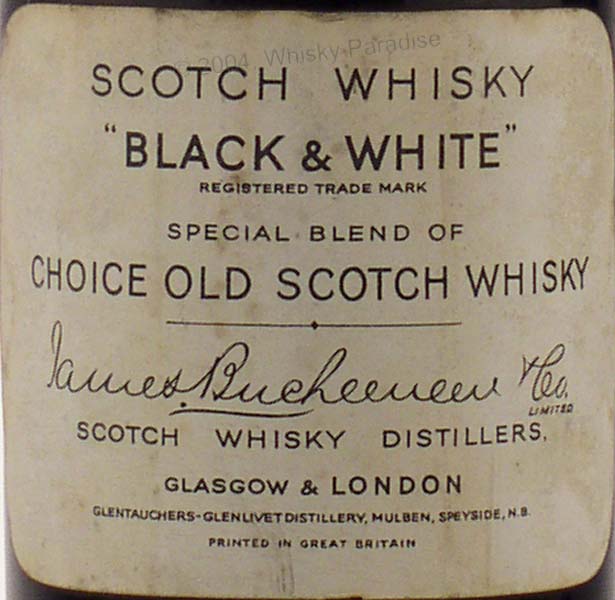 © 2004 Whisky Paradise
SCOTCH WHISKY
"BLACK & WHITE"
REGISTERED TRADE MARK
SPECIAL BLEND OF
CHOICE OLD SCOTCH WHISKY
James Buchanan & Co.
LIMITED
SCOTCH WHISKY DISTILLERS,
GLASGOW & LONDON
GLENTAUCHERS-GLENLIVET DISTILLERY, MULBEN, SPEYSIDE, N.B.
PRINTED IN GREAT BRITAIN